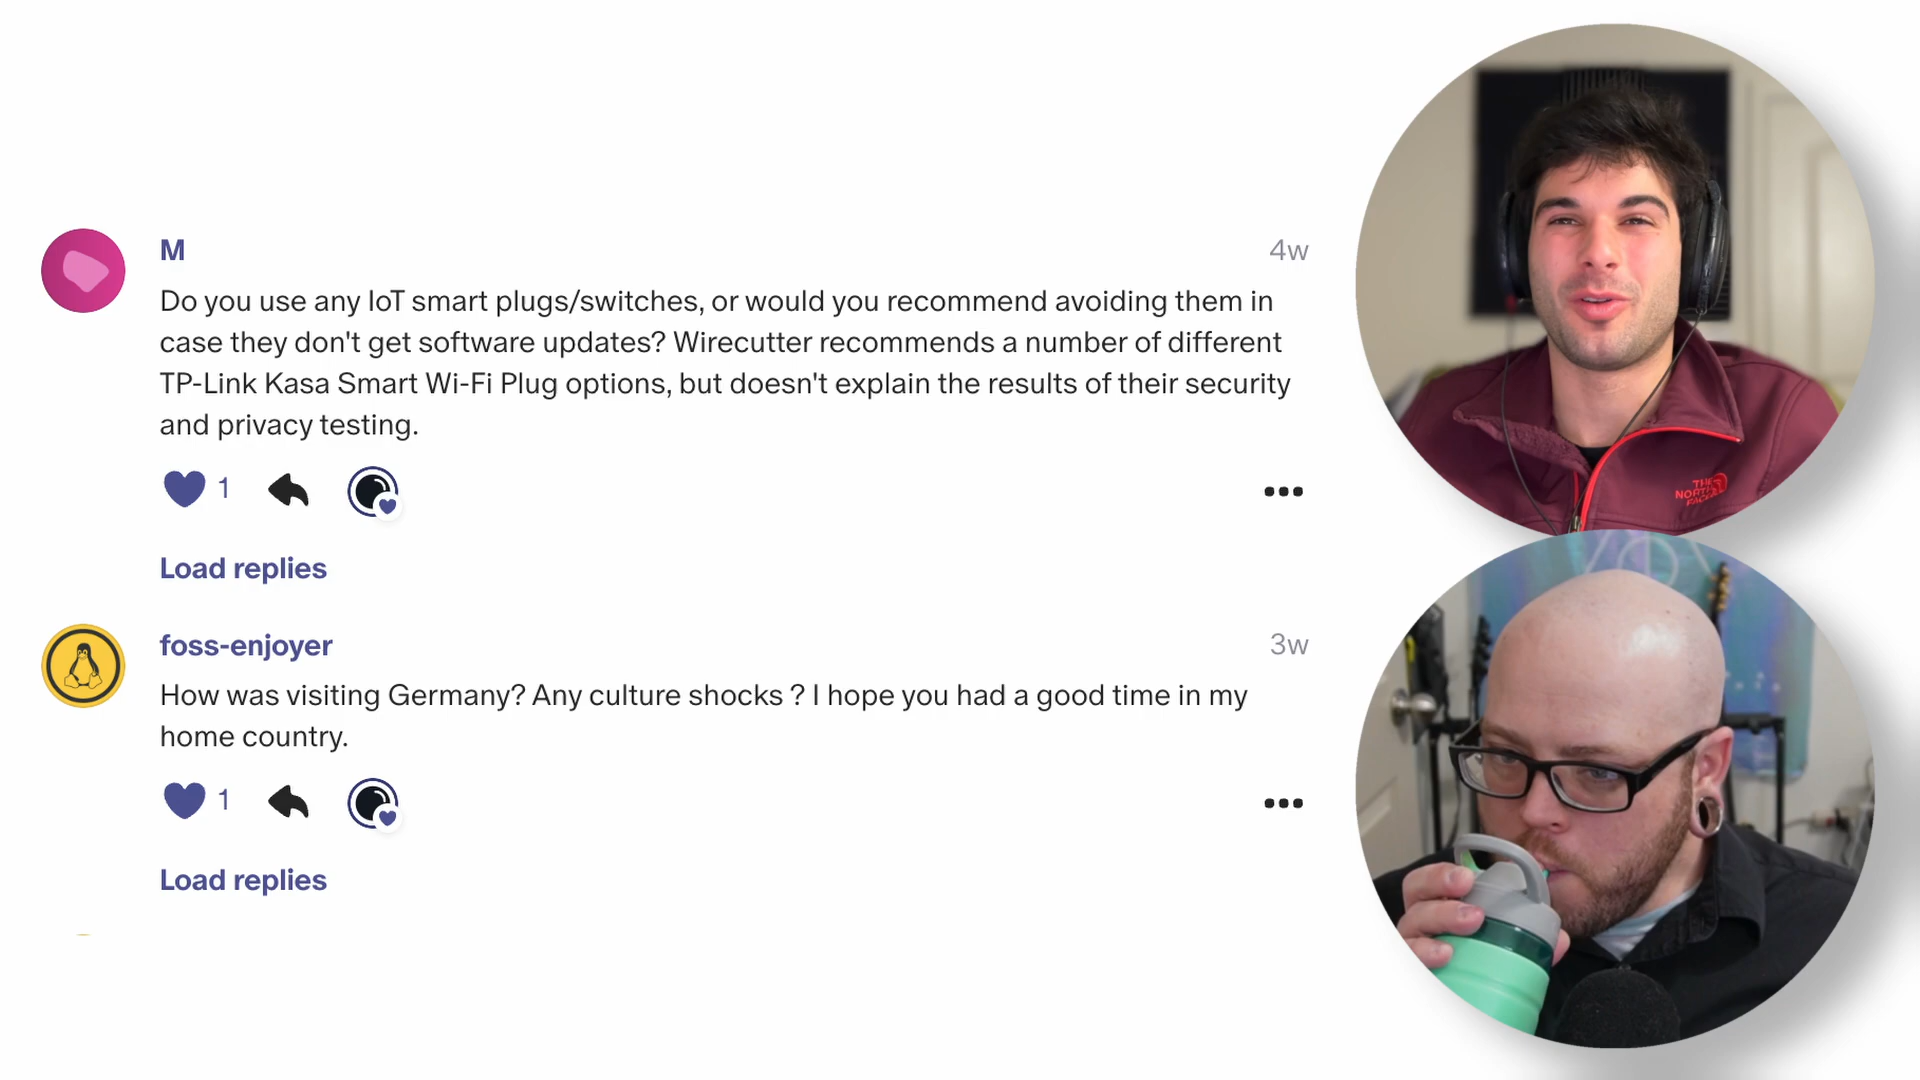 M
4w
Do you use any IoT smart plugs/switches, or would you recommend avoiding them in
case they don't get software updates? Wirecutter recommends a number of different
TP-Link Kasa Smart Wi-Fi Plug options, but doesn't explain the results of their security
and privacy testing.
1
Load replies
foss-enjoyer
3w
How was visiting Germany? Any culture shocks ? I hope you had a good time in my
home country.
1
Load replies
THE
NORTH
FACE